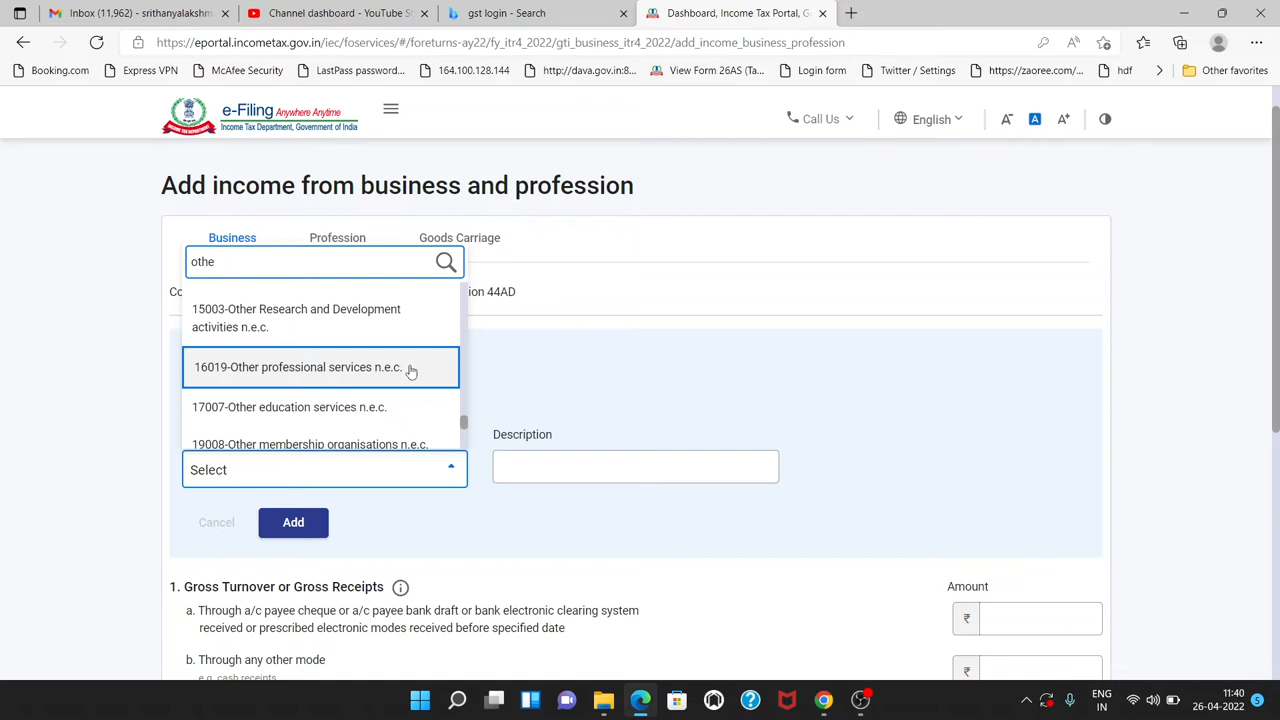 Inbox (11,962) - srithanyalakshm
Channel dashboard - YouTube St
gst login - Search
Dashboard, Income Tax Portal, G
https://eportal.incometax.gov.in/iec/foservices/#/foreturns-ay22/fy_itr4_2022/gti_business_itr4_2022/add_income_business_profession
Booking.com
Express VPN
McAfee Security
LastPass password...
164.100.128.144
http://dava.gov.in:8...
View Form 26AS (Ta...
Login form
Twitter / Settings
https://zaoree.com/...
hdf
Other favorites
e-Filing Anywhere Anytime
Income Tax Department, Government of India
Call Us
English
A-
A
A+
Add income from business and profession
Business
Profession
Goods Carriage
othe
Co
ion 44AD
15003-Other Research and Development
activities n.e.c.
16019-Other professional services n.e.c.
17007-Other education services n.e.c.
19008-Other membership organisations n.e.c.
Description
Select
Cancel
Add
1. Gross Turnover or Gross Receipts
Amount
a. Through a/c payee cheque or a/c payee bank draft or bank electronic clearing system
received or prescribed electronic modes received before specified date
₹
b. Through any other mode
e.g. cash receipts
₹
ENG
IN
11:40
26-04-2022
5